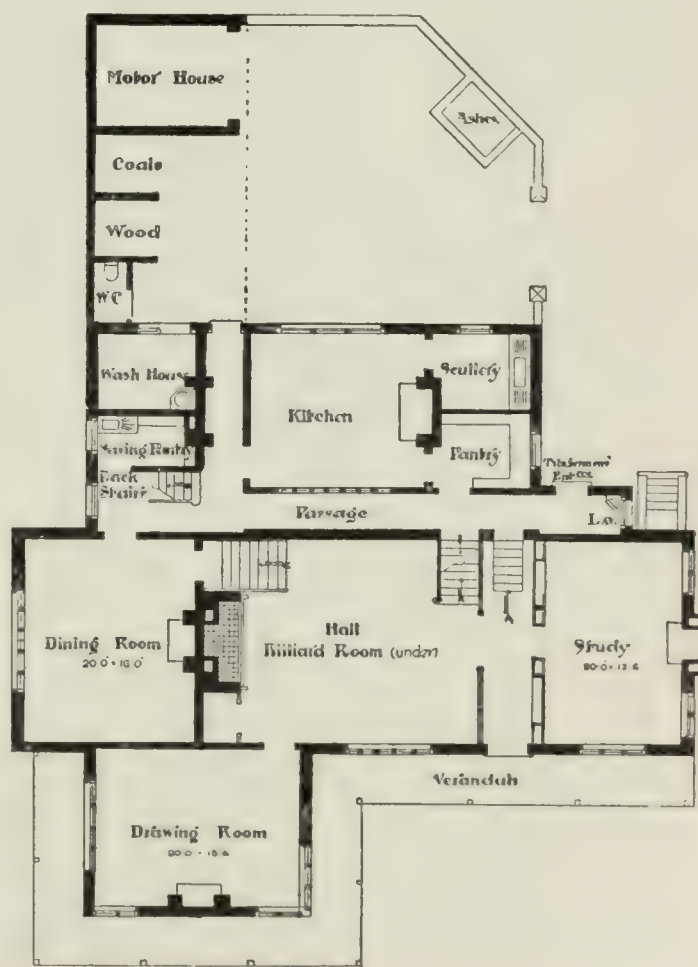 Motor House
Ashes
Coals
Wood
WC
Wash House
Scullery
Kitchen
Pantry
Back
Stairs
Passage
Lav.
Dining Room
Hall
Billiard Room (under)
Study
Verandah
Drawing Room